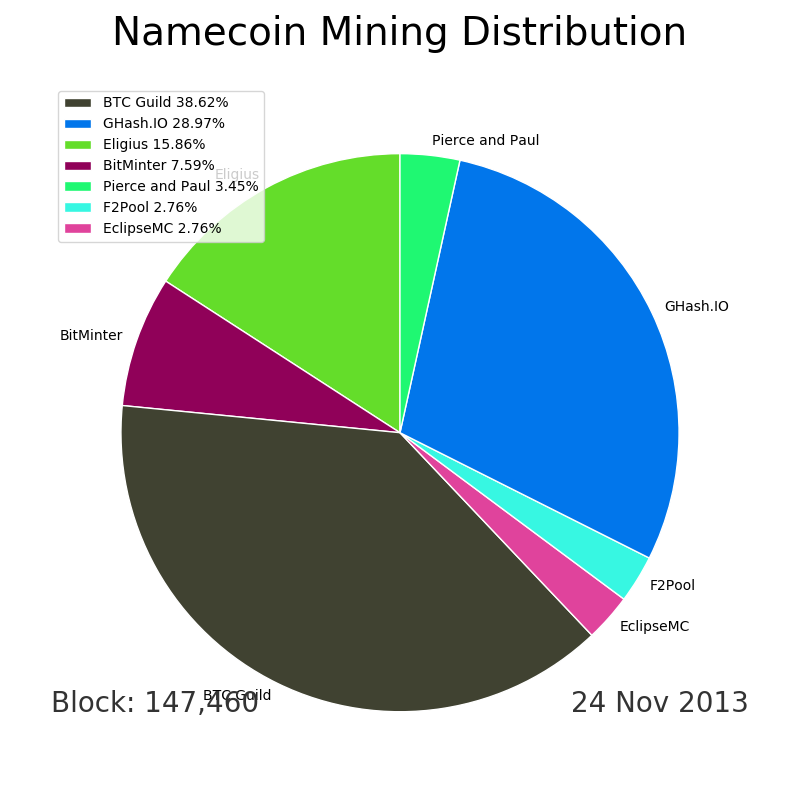 Namecoin Mining Distribution
BTC Guild 38.62%
GHash.IO 28.97%
Eligius 15.86%
BitMinter 7.59%
Pierce and Paul 3.45%
F2Pool 2.76%
EclipseMC 2.76%
Pierce and Paul
Eligius
GHash.IO
BitMinter
F2Pool
EclipseMC
BTC Guild
Block: 147,460
24 Nov 2013